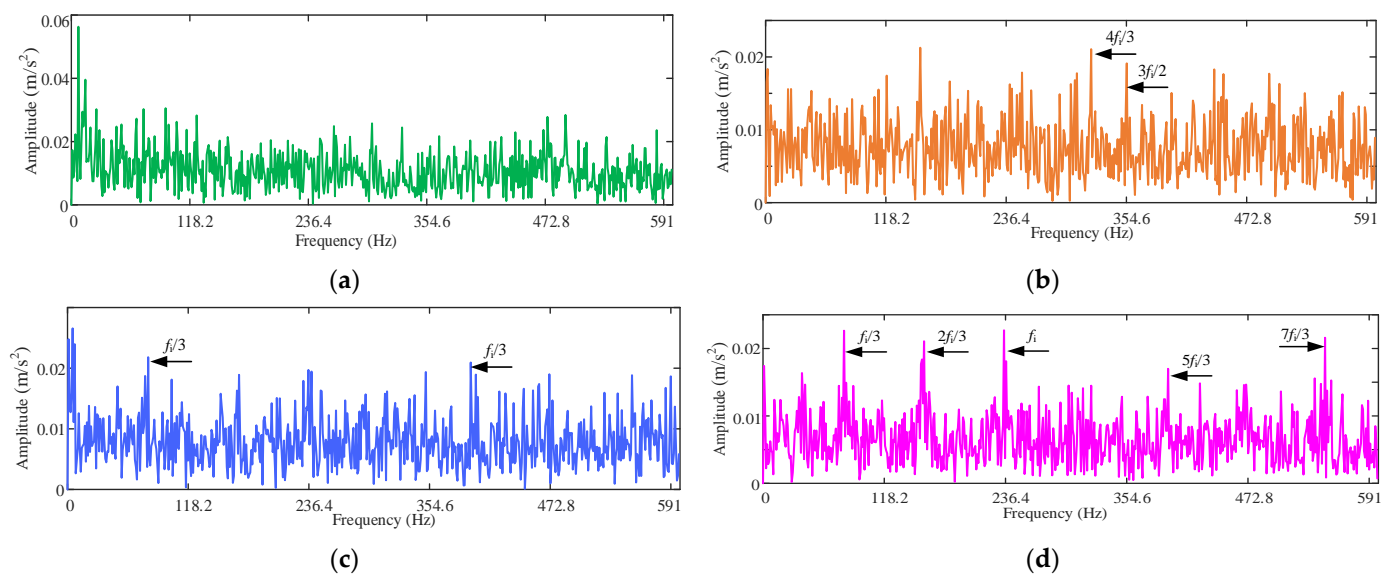 0.06
0.04
0.02
0
Amplitude (m/s²)
0
118.2
236.4
354.6
472.8
591
Frequency (Hz)
(a)
0.02
0.01
0
Amplitude (m/s²)
4fᵢ/3
3fᵢ/2
0
118.2
236.4
354.6
472.8
591
Frequency (Hz)
(b)
0.03
0.02
0.01
0
Amplitude (m/s²)
fᵢ/3
fᵢ/3
0
118.2
236.4
354.6
472.8
591
Frequency (Hz)
(c)
0.02
0.01
0
Amplitude (m/s²)
fᵢ/3
2fᵢ/3
fᵢ
5fᵢ/3
7fᵢ/3
0
118.2
236.4
354.6
472.8
591
Frequency (Hz)
(d)